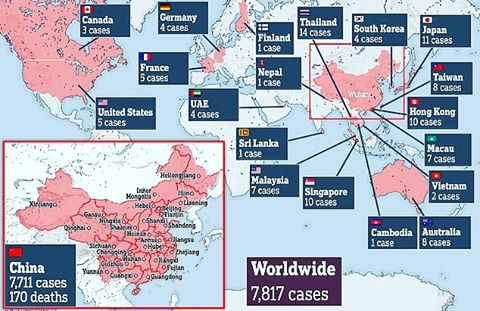 Canada
3 cases
Germany
4 cases
Finland
1 case
Thailand
14 cases
South Korea
4 cases
Japan
11 cases
France
5 cases
Nepal
1 case
Taiwan
8 cases
Wuhan
United States
5 cases
UAE
4 cases
Hong Kong
10 cases
Sri Lanka
1 case
Macau
7 cases
Malaysia
7 cases
Singapore
10 cases
Vietnam
2 cases
Cambodia
1 case
Australia
8 cases
Heilongjiang
Xinjiang
Inner
Mongolia
Jilin
Liaoning
Hebei
Beijing
Tianjin
Gansu
Ningxia
Shandong
Qinghai
Shaanxi
Jiangsu
Henan
Sichuan
Anhui
Hubei
Chongqing
Shanghai
Guizhou
Zhejiang
Jiangxi
Yunnan
Fujian
Guangxi
Guangdong
China
7,711 cases
170 deaths
Worldwide
7,817 cases